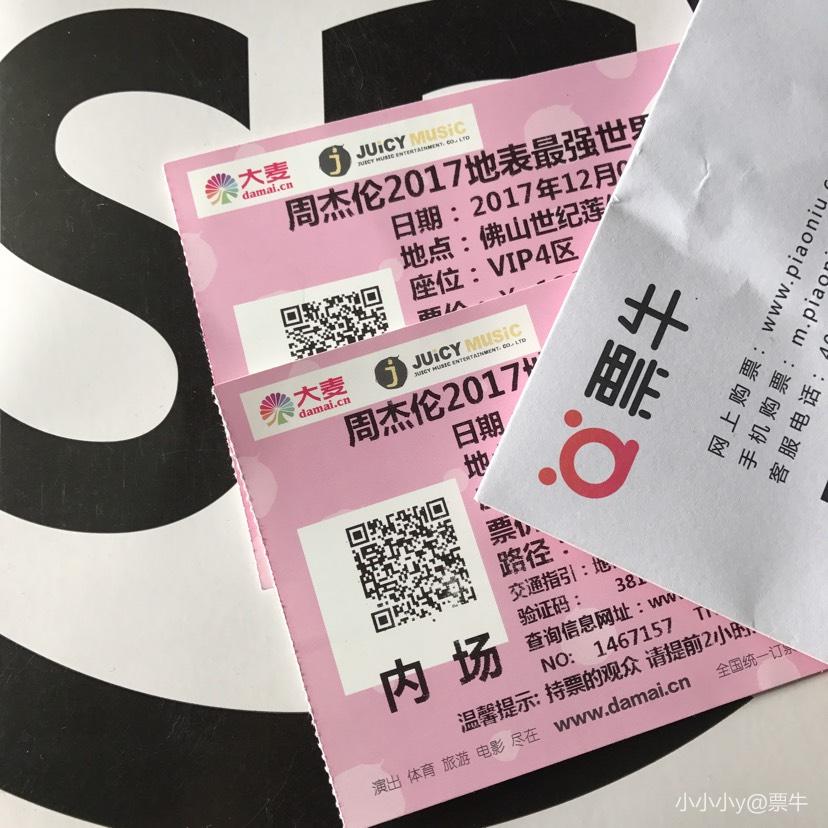 大麦
damai.cn
JUICY MUSIC
JUICY MUSIC ENTERTAINMENT. CO., LTD
周杰伦2017地表最强世
日期：2017年12月
地点：佛山世纪莲
座位：VIP4区
票价：
大麦
damai.cn
JUICY MUSIC
JUICY MUSIC ENTERTAINMENT. CO., LTD
周杰伦2017
日期
路径：
交通指引：地
验证码：381
查询信息网址：ww
NO: 1467157
内场
温馨提示: 持票的观众 请提前2小时
演出 体育 旅游 电影 尽在 www.damai.cn 全国统一订
票牛
网上购票：www.piaoniu.c
手机购票：m.piaoni
客服电话：40
小小小y@票牛